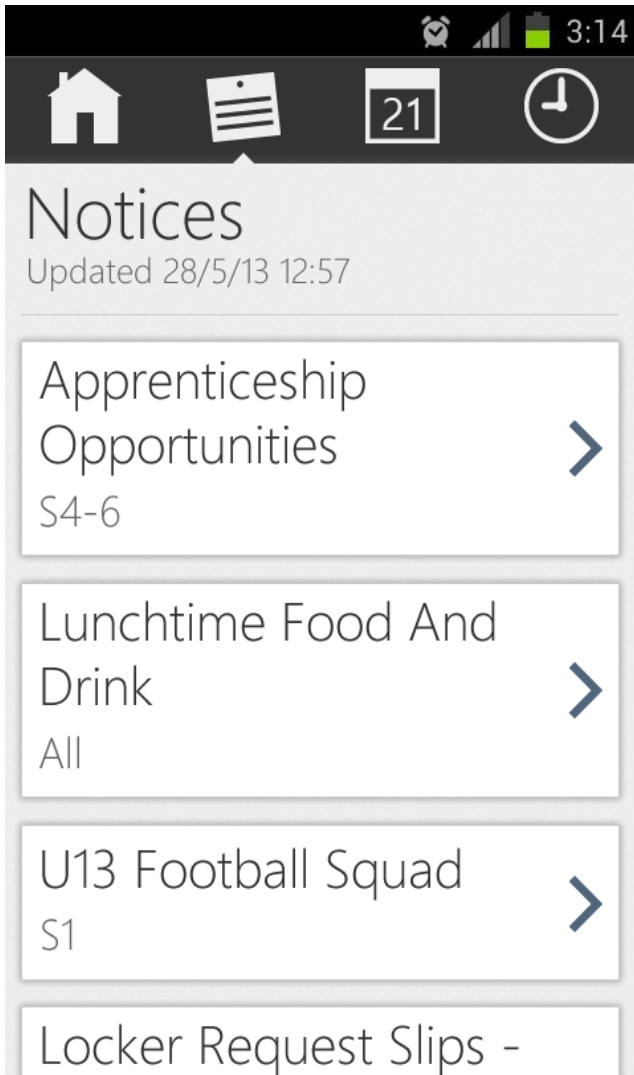 3:14
21
Notices
Updated 28/5/13 12:57
Apprenticeship
Opportunities
S4-6
Lunchtime Food And
Drink
All
U13 Football Squad
S1
Locker Request Slips -